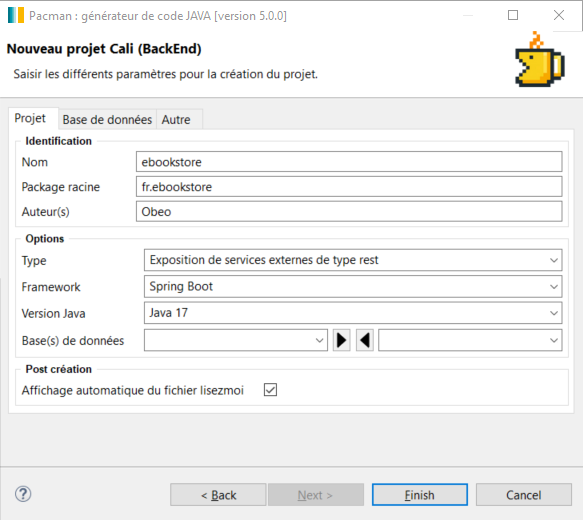 Pacman : générateur de code JAVA [version 5.0.0]
Nouveau projet Cali (BackEnd)
Saisir les différents paramètres pour la création du projet.
Projet Base de données Autre
Identification
Nom ebookstore
Package racine fr.ebookstore
Auteur(s) Obeo
Options
Type Exposition de services externes de type rest
Framework Spring Boot
Version Java Java 17
Base(s) de données
Post création
Affichage automatique du fichier lisezmoi
? < Back Next > Finish Cancel